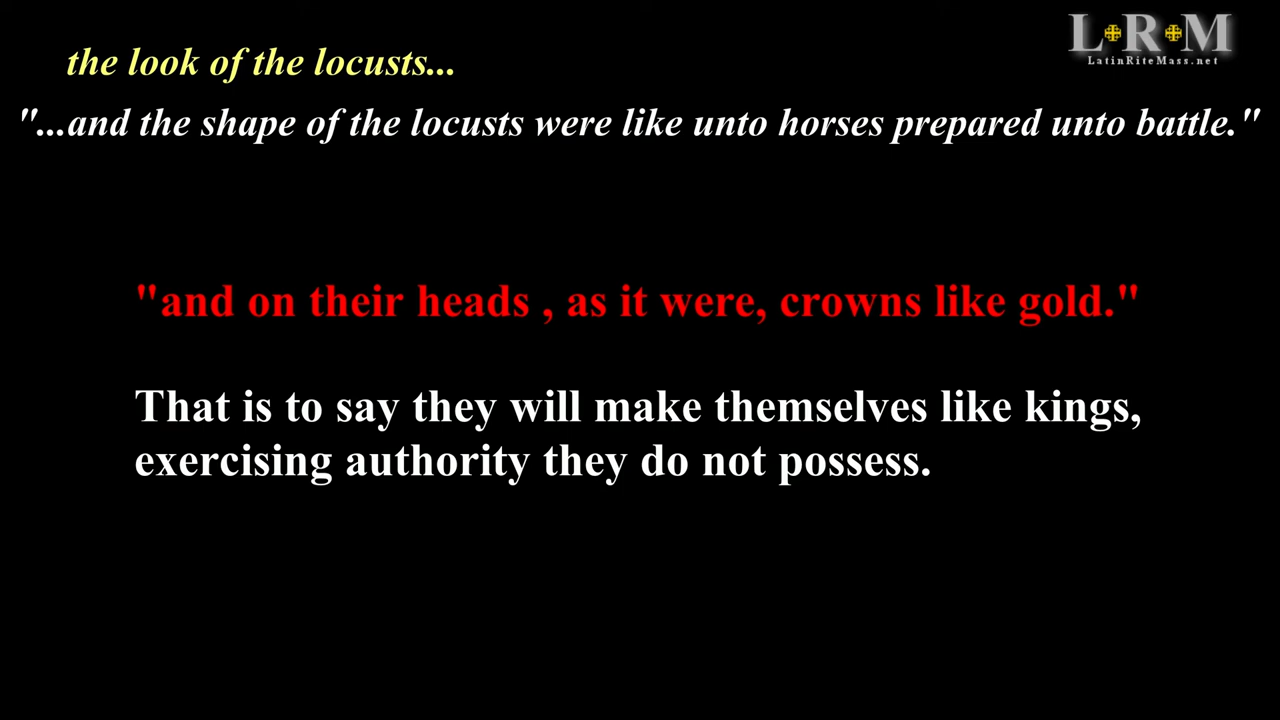 L R M
LatinRiteMass.net
the look of the locusts...
"...and the shape of the locusts were like unto horses prepared unto battle."
"and on their heads , as it were, crowns like gold."
That is to say they will make themselves like kings,
exercising authority they do not possess.